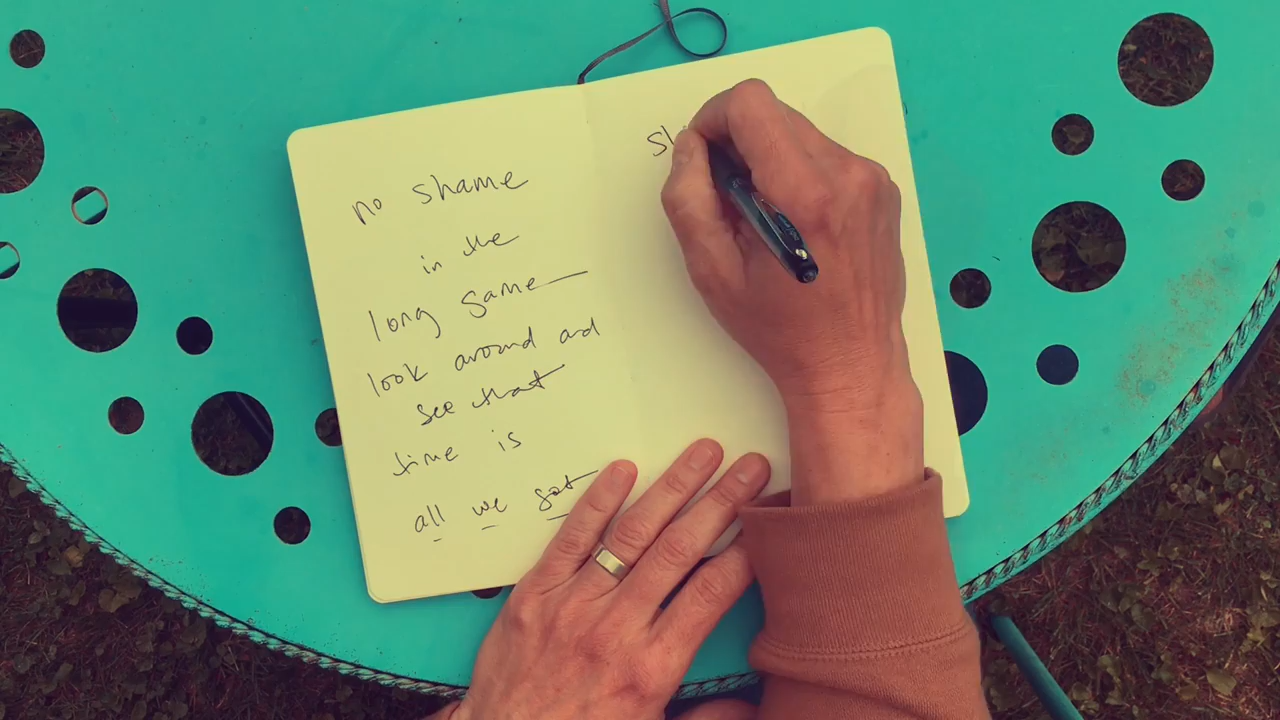 no shame
in the
long game
look around and
see that
time is
all we got